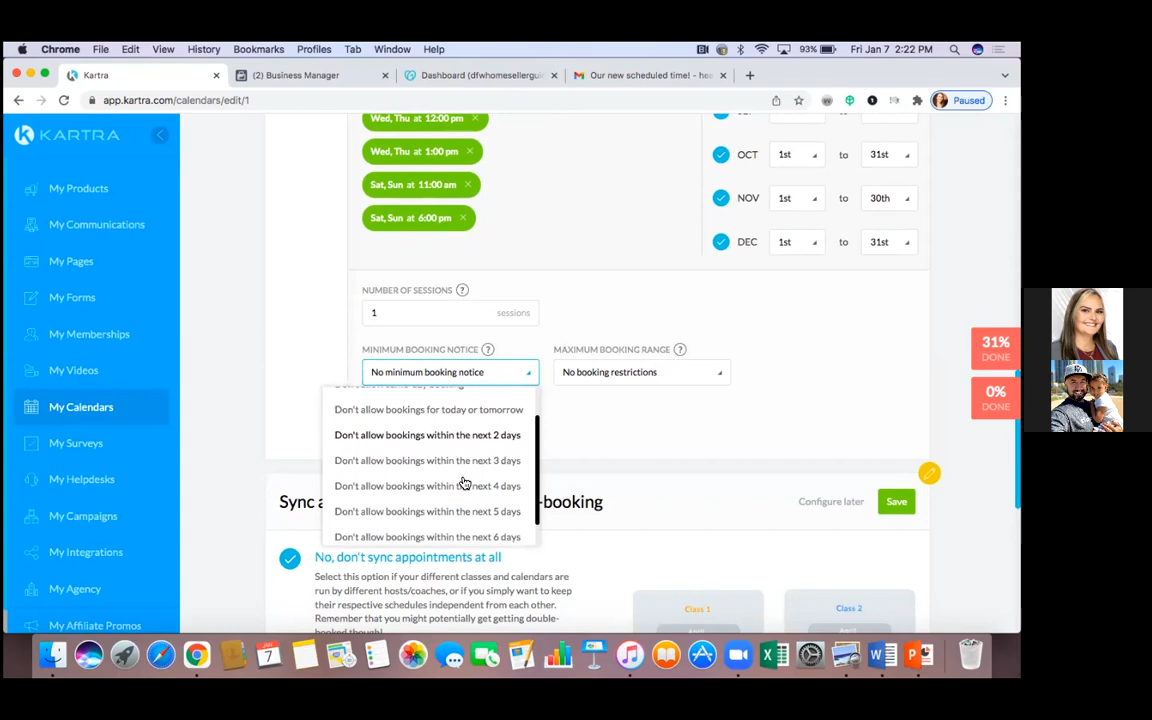 Chrome File Edit View History Bookmarks Profiles Tab Window Help 93% Fri Jan 7 2:22 PM
Kartra (2) Business Manager Dashboard (dfwhomesellergui Our new scheduled time! - hea
app.kartra.com/calendars/edit/1 Paused
KARTRA
My Products
My Communications
My Pages
My Forms
My Memberships
My Videos
My Calendars
My Surveys
My Helpdesks
My Campaigns
My Integrations
My Agency
My Affiliate Promos
Wed, Thu at 12:00 pm ×
Wed, Thu at 1:00 pm ×
Sat, Sun at 11:00 am ×
Sat, Sun at 6:00 pm ×
OCT 1st to 31st
NOV 1st to 30th
DEC 1st to 31st
NUMBER OF SESSIONS ?
1 sessions
MINIMUM BOOKING NOTICE ? MAXIMUM BOOKING RANGE ?
No minimum booking notice No booking restrictions
Don't allow bookings for today or tomorrow
Don't allow bookings within the next 2 days
Don't allow bookings within the next 3 days
Don't allow bookings within the next 4 days
Don't allow bookings within the next 5 days
Don't allow bookings within the next 6 days
Sync a -booking Configure later Save
No, don't sync appointments at all
Select this option if your different classes and calendars are
run by different hosts/coaches, or if you simply want to keep
their respective schedules independent from each other.
Remember that you might potentially get getting double-
Class 1 Class 2
31%
DONE
0%
DONE